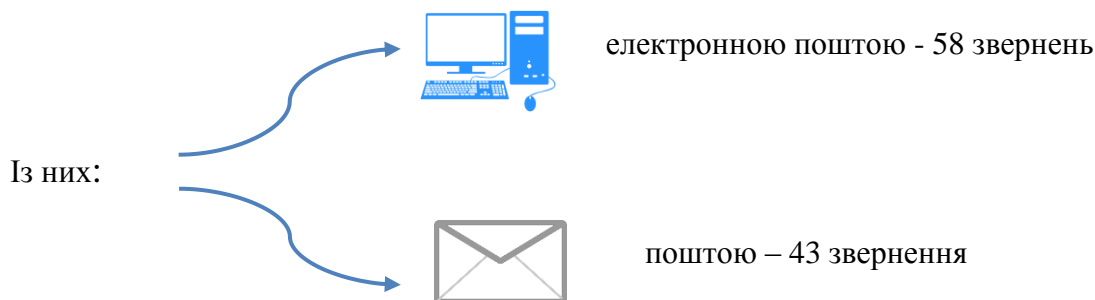 електронною поштою - 58 звернень
Із них:
поштою – 43 звернення